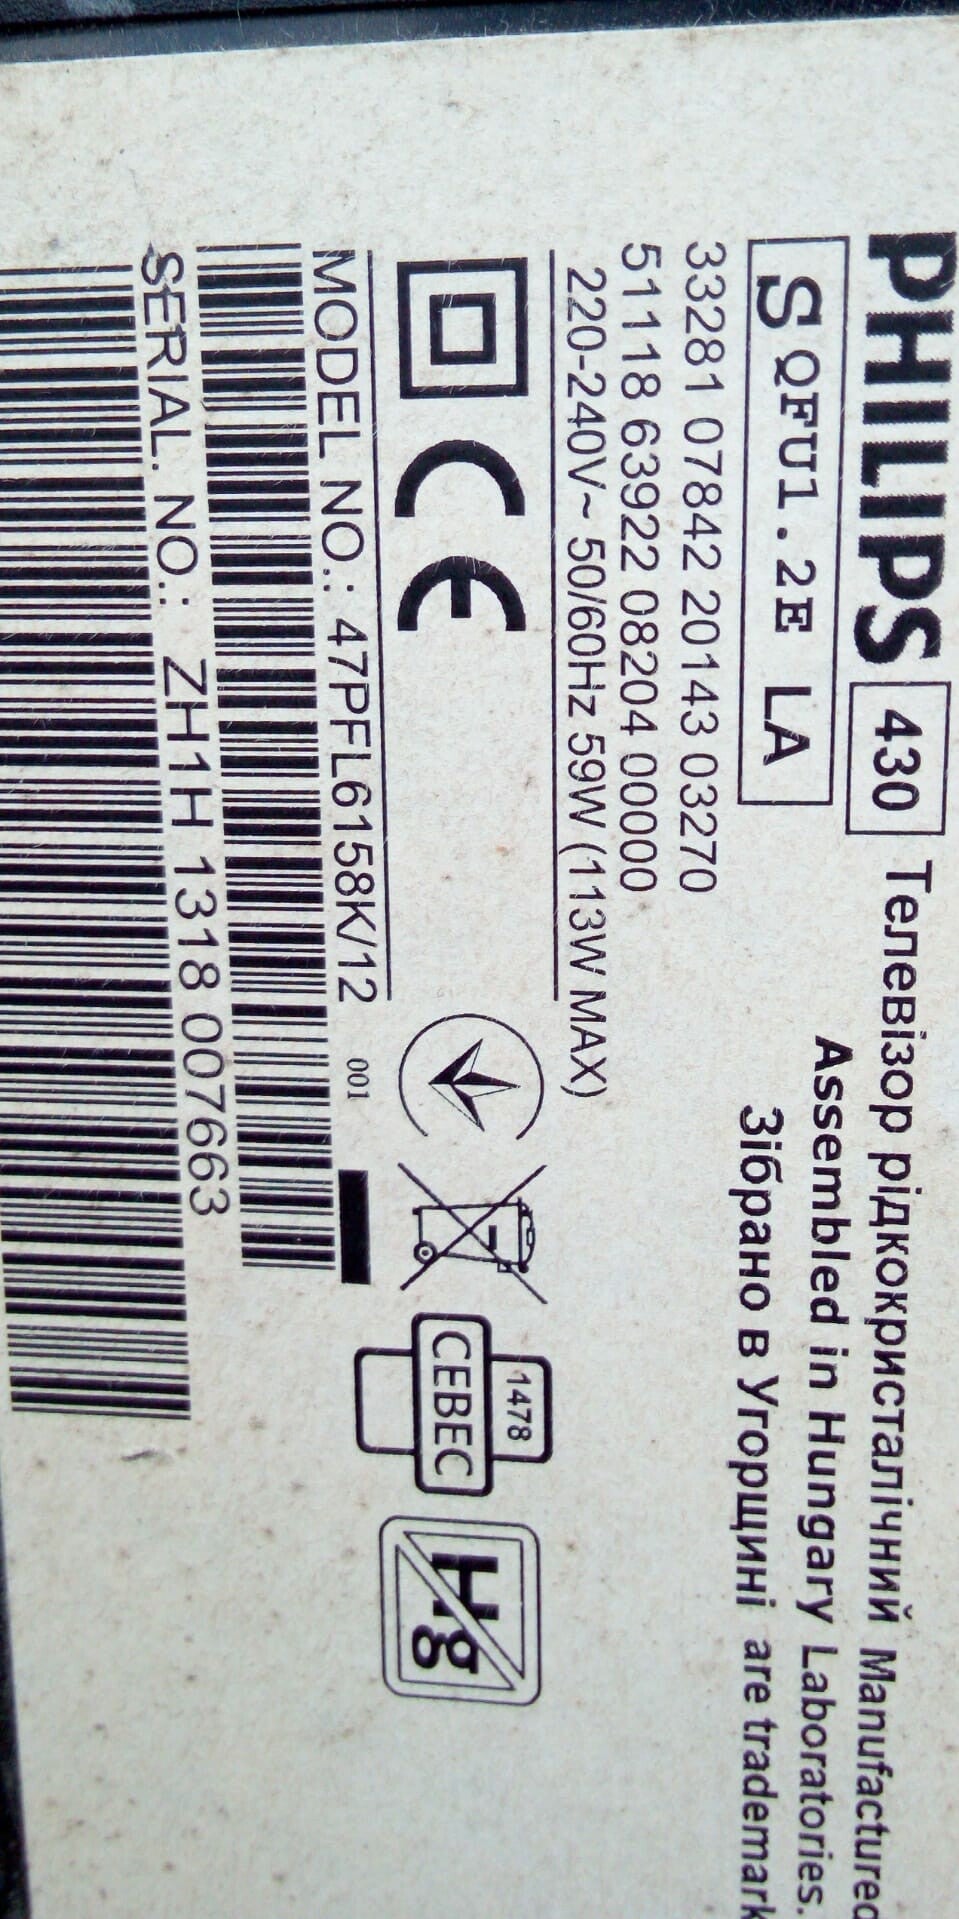 PHILIPS 430 Телевізор рідкокристалічний Manufactured
S QFU1.2E LA Assembled in Hungary Laboratories.
Зібрано в Угорщині are trademark
33281 07842 20143 03270
51118 63922 08204 00000
220-240V~ 50/60Hz 59W (113W MAX)
1478
CEBEC
Hg
MODEL NO.: 47PFL6158K/12 001
SERIAL. NO.: ZH1H 1318 007663